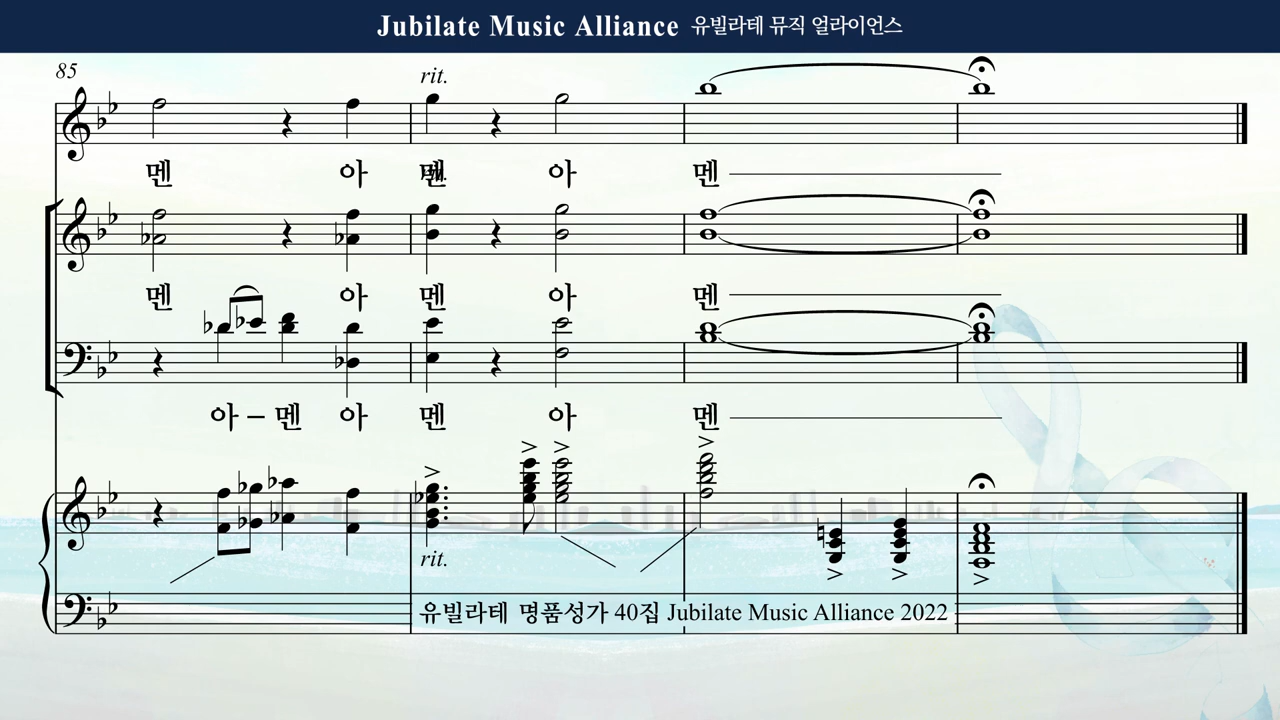 Jubilate Music Alliance 유빌라테 뮤직 얼라이언스
85
rit.
멘 아 멘 아 멘
멘 아 멘 아 멘
아 – 멘 아 멘 아 멘
rit.
유빌라테 명품성가 40집 Jubilate Music Alliance 2022